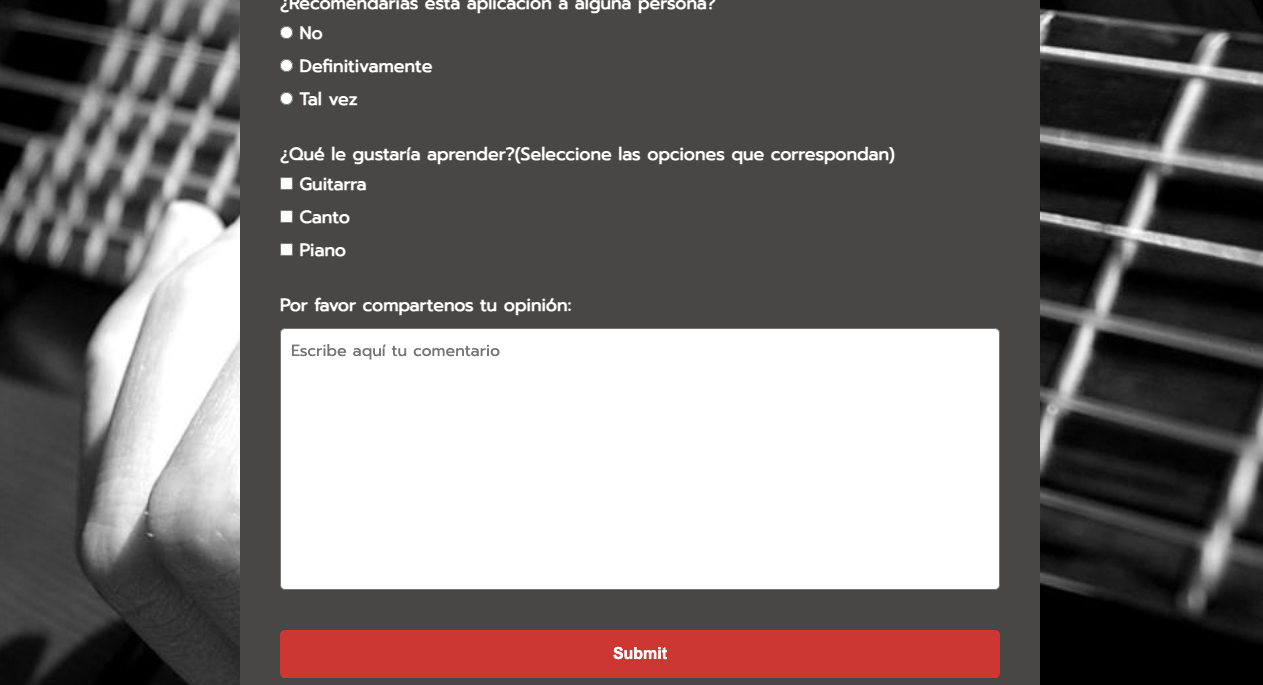 ¿Recomendarías esta aplicación a alguna persona?
No
Definitivamente
Tal vez
¿Qué le gustaría aprender?(Seleccione las opciones que correspondan)
Guitarra
Canto
Piano
Por favor compartenos tu opinión:
Escribe aquí tu comentario
Submit